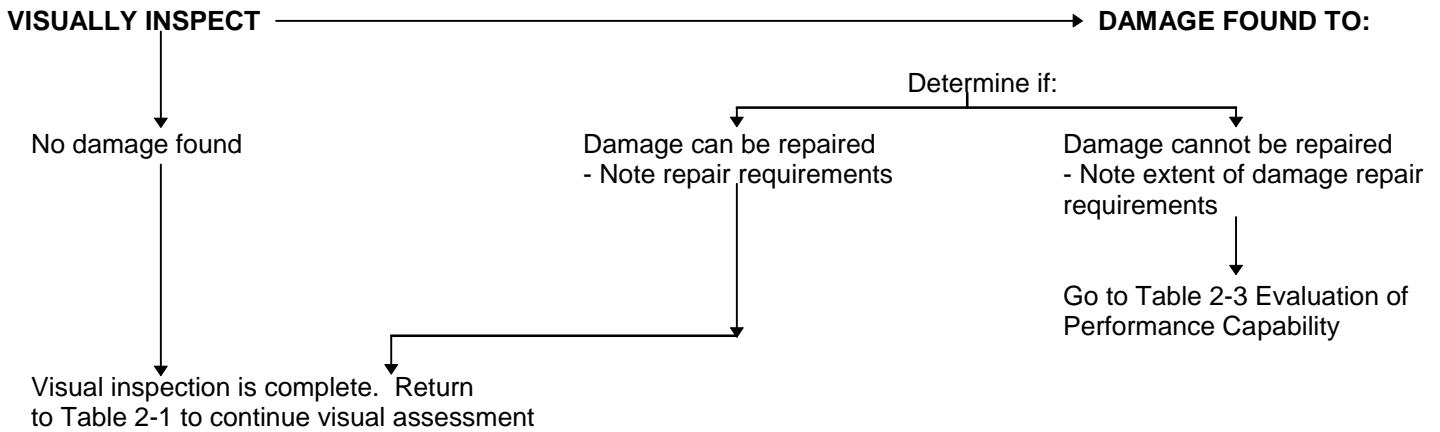 VISUALLY INSPECT
DAMAGE FOUND TO:
Determine if:
No damage found
Damage can be repaired
- Note repair requirements
Damage cannot be repaired
- Note extent of damage repair
requirements
Go to Table 2-3 Evaluation of
Performance Capability
Visual inspection is complete.  Return
to Table 2-1 to continue visual assessment